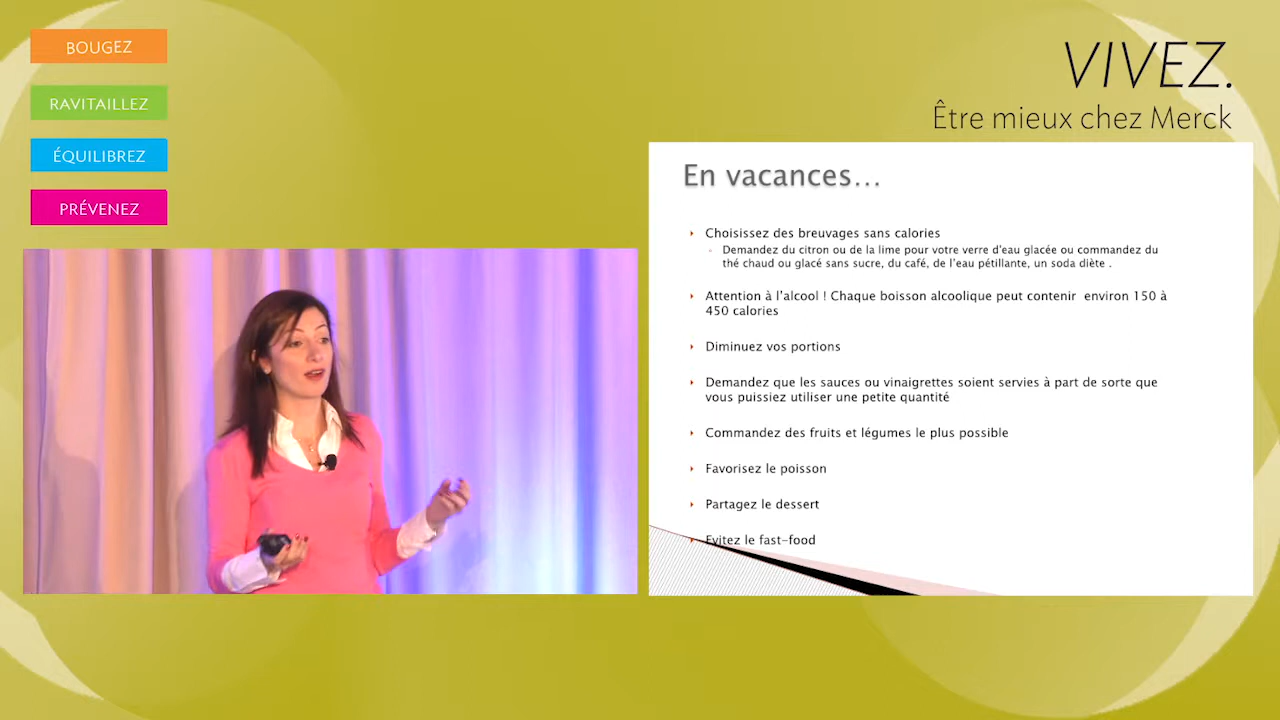 BOUGEZ
RAVITAILLEZ
ÉQUILIBREZ
PRÉVENEZ
VIVEZ.
Être mieux chez Merck
En vacances...
Choisissez des breuvages sans calories
Demandez du citron ou de la lime pour votre verre d'eau glacée ou commandez du
thé chaud ou glacé sans sucre, du café, de l'eau pétillante, un soda diète .
Attention à l'alcool ! Chaque boisson alcoolique peut contenir environ 150 à
450 calories
Diminuez vos portions
Demandez que les sauces ou vinaigrettes soient servies à part de sorte que
vous puissiez utiliser une petite quantité
Commandez des fruits et légumes le plus possible
Favorisez le poisson
Partagez le dessert
Evitez le fast-food